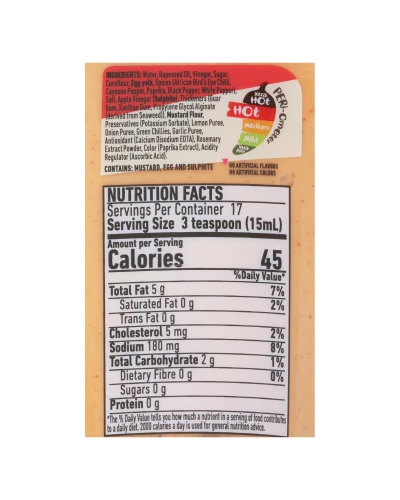 INGREDIENTS: Water, Rapeseed Oil, Vinegar, Sugar,
Cornflour, Egg yolk, Spices (African Bird's Eye Chilli,
Cayenne Pepper, Paprika, Black Pepper, White Pepper),
Salt, Apple Vinegar (Sulphite), Thickeners (Guar
Gum, Xanthan Gum, Propylene Glycol Alginate
(derived from Seaweed)), Mustard Flour,
Preservatives (Potassium Sorbate), Lemon Puree,
Onion Puree, Green Chillies, Garlic Puree,
Antioxidant (Calcium Disodium EDTA), Rosemary
Extract Powder, Color (Paprika Extract), Acidity
Regulator (Ascorbic Acid).
CONTAINS: MUSTARD, EGG AND SULPHITE
PERi-Ometer
HOT
HOT
Medium
Mild
NO ARTIFICIAL FLAVORS
NO ARTIFICIAL COLORS
NUTRITION FACTS
Servings Per Container 17
Serving Size 3 teaspoon (15mL)
Amount per Serving
Calories 45
%Daily Value*
Total Fat 5 g 7%
Saturated Fat 0 g 2%
Trans Fat 0 g
Cholesterol 5 mg 2%
Sodium 180 mg 8%
Total Carbohydrate 2 g 1%
Dietary Fibre 0 g 0%
Sugars 0 g
Protein 0 g
*The % Daily Value tells you how much a nutrient in a serving of food contributes
to a daily diet. 2000 calories a day is used for general nutrition advice.